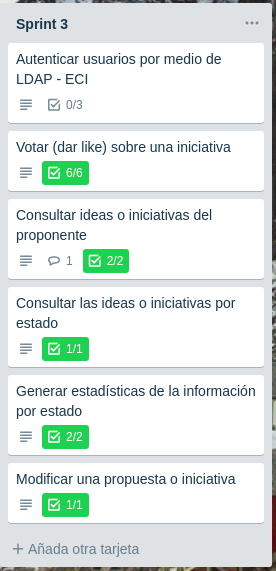 Sprint 3
Autenticar usuarios por medio de
LDAP - ECI
0/3
Votar (dar like) sobre una iniciativa
6/6
Consultar ideas o iniciativas del
proponente
1 2/2
Consultar las ideas o iniciativas por
estado
1/1
Generar estadísticas de la información
por estado
2/2
Modificar una propuesta o iniciativa
1/1
+ Añada otra tarjeta